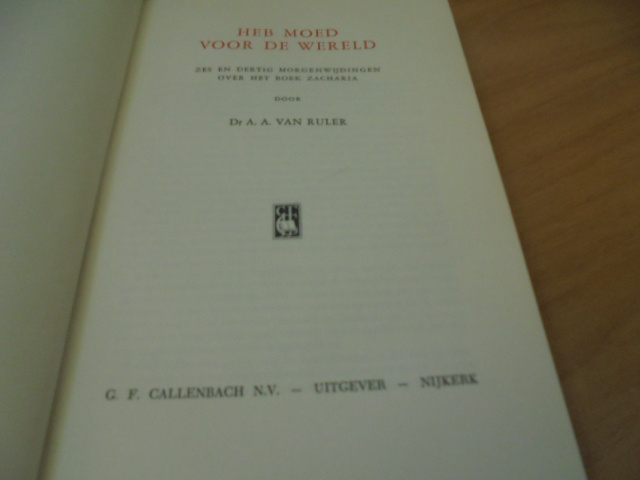 HEB MOED
VOOR DE WERELD
ZES EN DERTIG MORGENWIJDINGEN
OVER HET BOEK ZACHARIA
DOOR
Dr A. A. VAN RULER
G. F. CALLENBACH N.V. — UITGEVER — NIJKERK